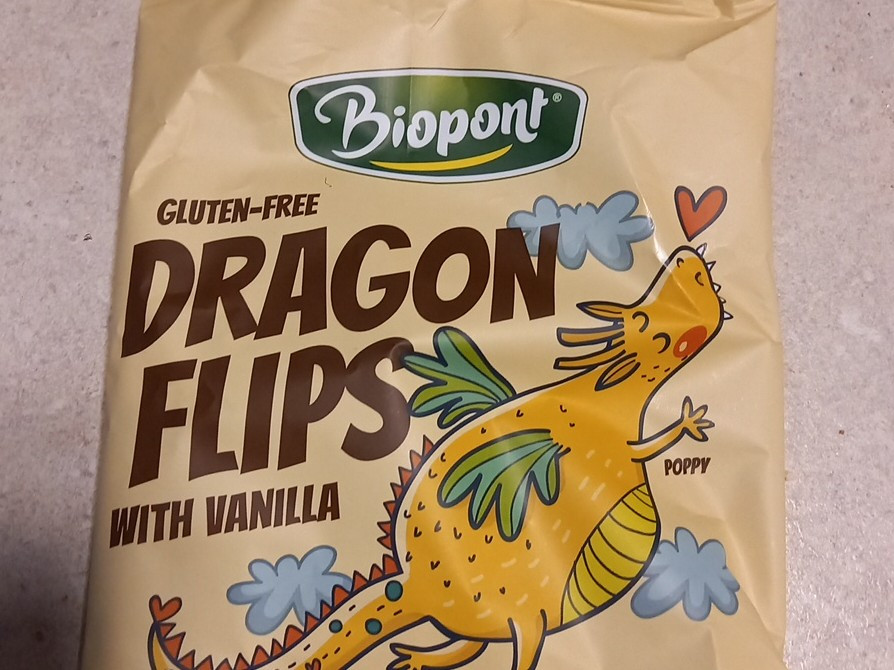 Biopont®
GLUTEN-FREE
DRAGON
FLIPS
WITH VANILLA
POPPY